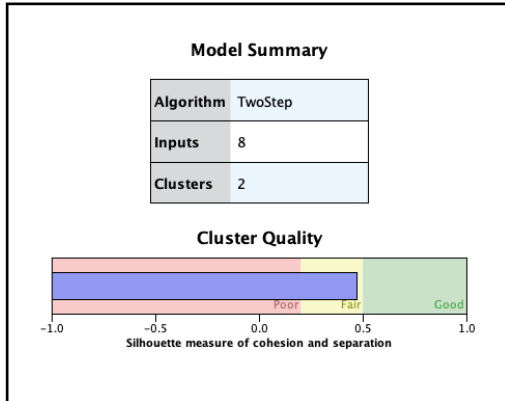 Model Summary
Algorithm TwoStep
Inputs 8
Clusters 2
Cluster Quality
Poor Fair Good
-1.0 -0.5 0.0 0.5 1.0
Silhouette measure of cohesion and separation